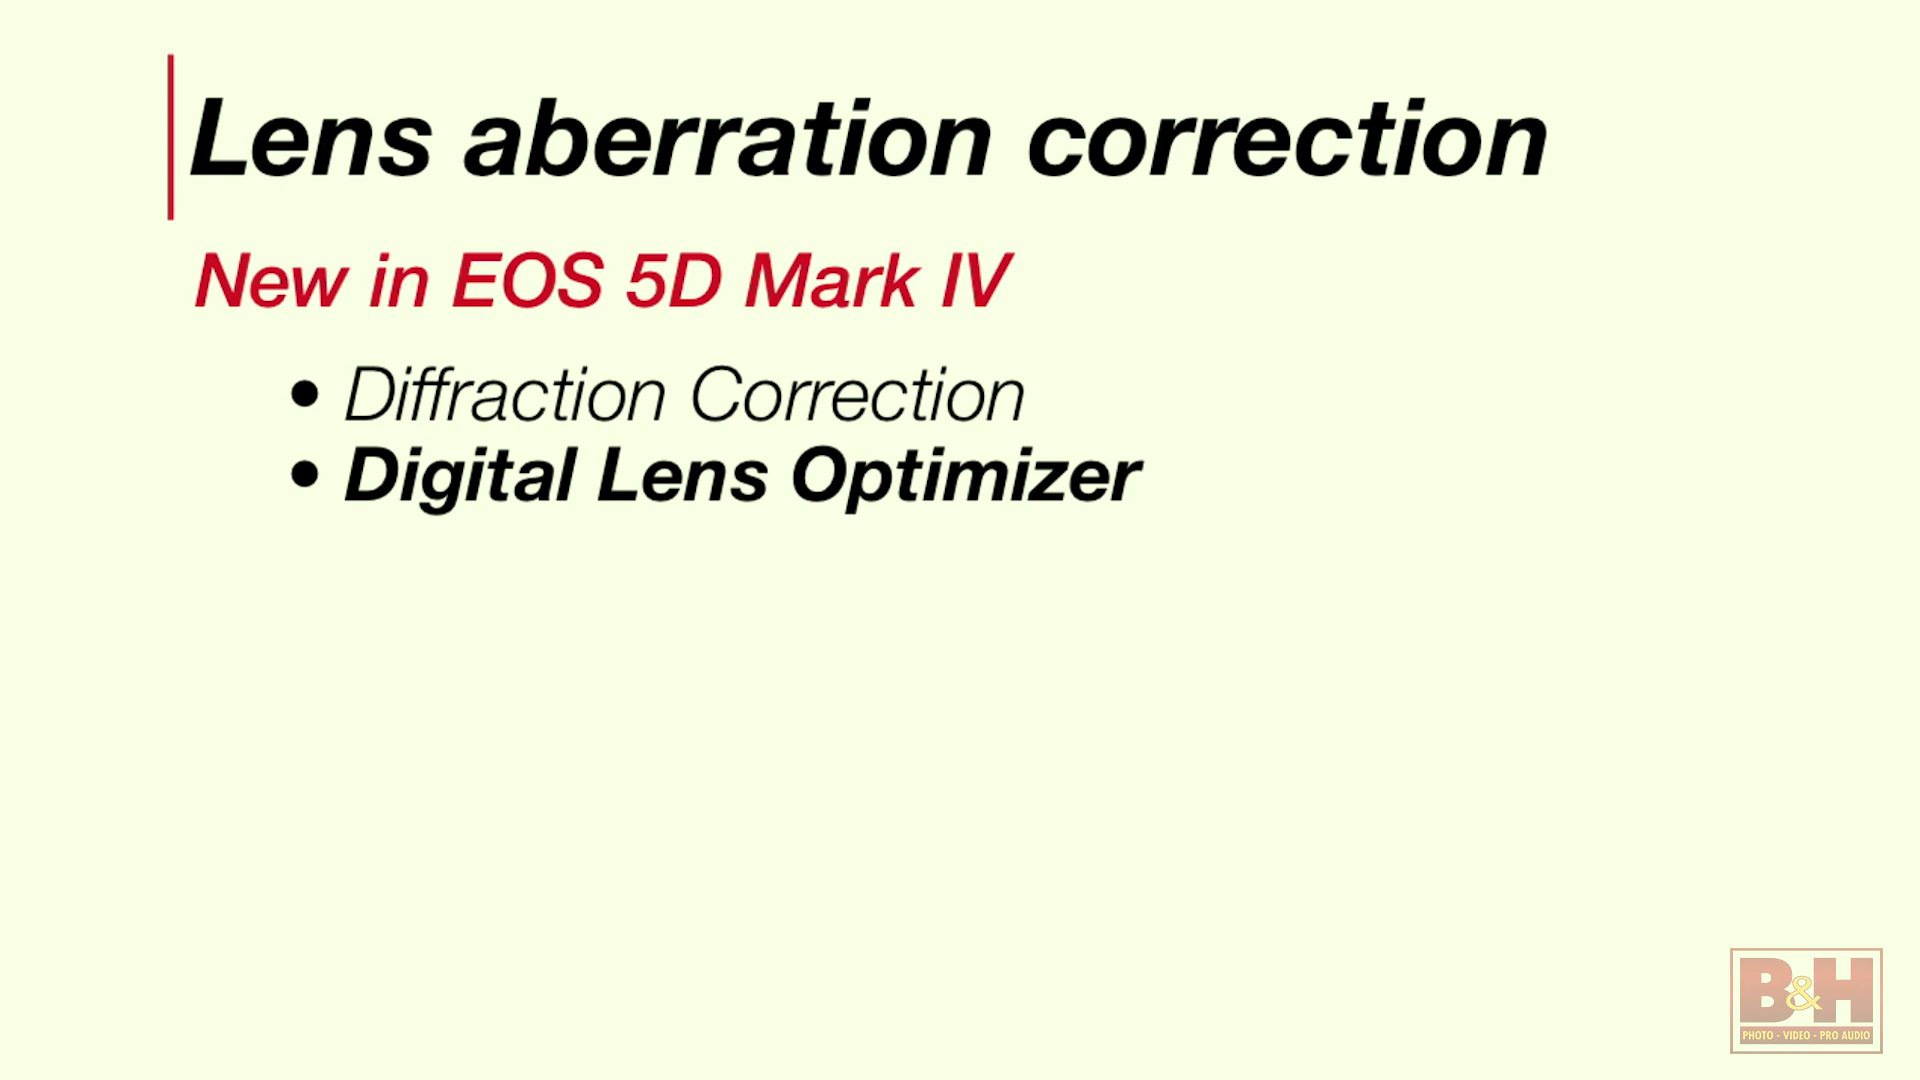 Lens aberration correction
New in EOS 5D Mark IV
• Diffraction Correction
• Digital Lens Optimizer
B&H
PHOTO - VIDEO - PRO AUDIO